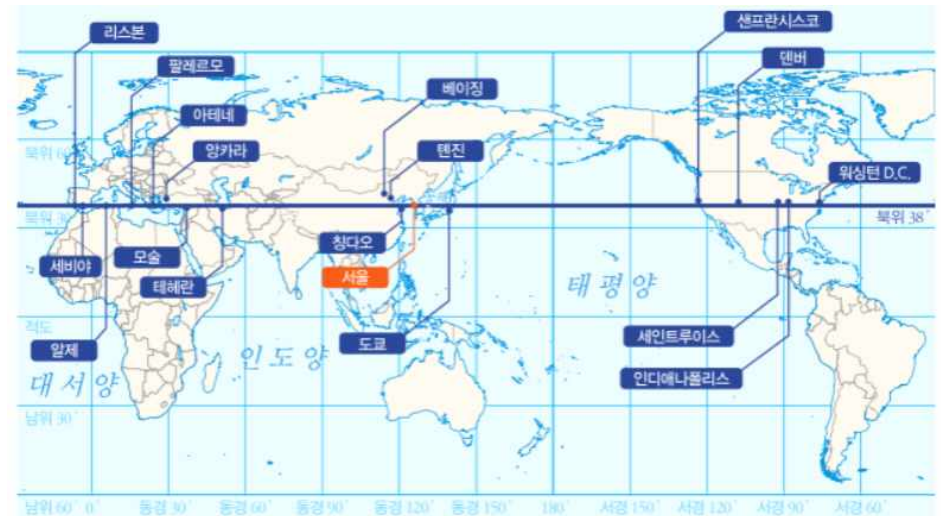 샌프란시스코
리스본
덴버
팔레르모
베이징
아테네
앙카라
톈진
북위 60°
워싱턴 D.C.
북위 30°
북위 38°
칭다오
세비야
모술
서울
테헤란
태평양
적도
도쿄
세인트루이스
알제
인도양
인디애나폴리스
대서양
남위 30°
남위 60° 0° 동경 30° 동경 60° 동경 90° 동경 120° 동경 150° 180° 서경 150° 서경 120° 서경 90° 서경 60°